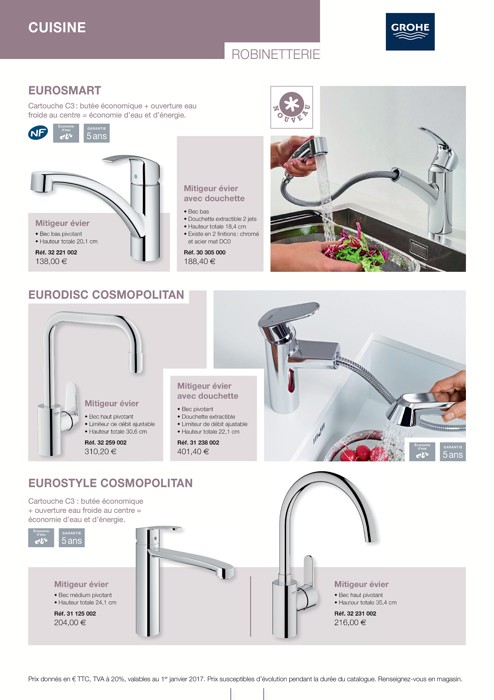 CUISINE
GROHE
ROBINETTERIE
EUROSMART
Cartouche C3 : butée économique + ouverture eau
froide au centre = économie d'eau et d'énergie.
NF
Économie d'eau
GARANTIE
5 ans
NOUVEAU
Mitigeur évier
• Bec bas pivotant
• Hauteur totale 20,1 cm
Réf. 32 221 002
138,00 €
Mitigeur évier
avec douchette
• Bec bas
• Douchette extractible 2 jets
• Hauteur totale 18,4 cm
• Existe en 2 finitions : chromé
et acier mat DC0
Réf. 30 305 000
188,40 €
EURODISC COSMOPOLITAN
Mitigeur évier
• Bec haut pivotant
• Limiteur de débit ajustable
• Hauteur totale 30,6 cm
Réf. 32 259 002
310,20 €
Mitigeur évier
avec douchette
• Bec pivotant
• Douchette extractible
• Limiteur de débit ajustable
• Hauteur totale 22,1 cm
Réf. 31 238 002
401,40 €
Économie d'eau
GARANTIE
5 ans
EUROSTYLE COSMOPOLITAN
Cartouche C3 : butée économique
+ ouverture eau froide au centre =
économie d'eau et d'énergie.
Économie d'eau
GARANTIE
5 ans
Mitigeur évier
• Bec médium pivotant
• Hauteur totale 24,1 cm
Réf. 31 125 002
204,00 €
Mitigeur évier
• Bec haut pivotant
• Hauteur totale 35,4 cm
Réf. 32 231 002
216,00 €
Prix donnés en € TTC, TVA à 20%, valables au 1er janvier 2017. Prix susceptibles d'évolution pendant la durée du catalogue. Renseignez-vous en magasin.